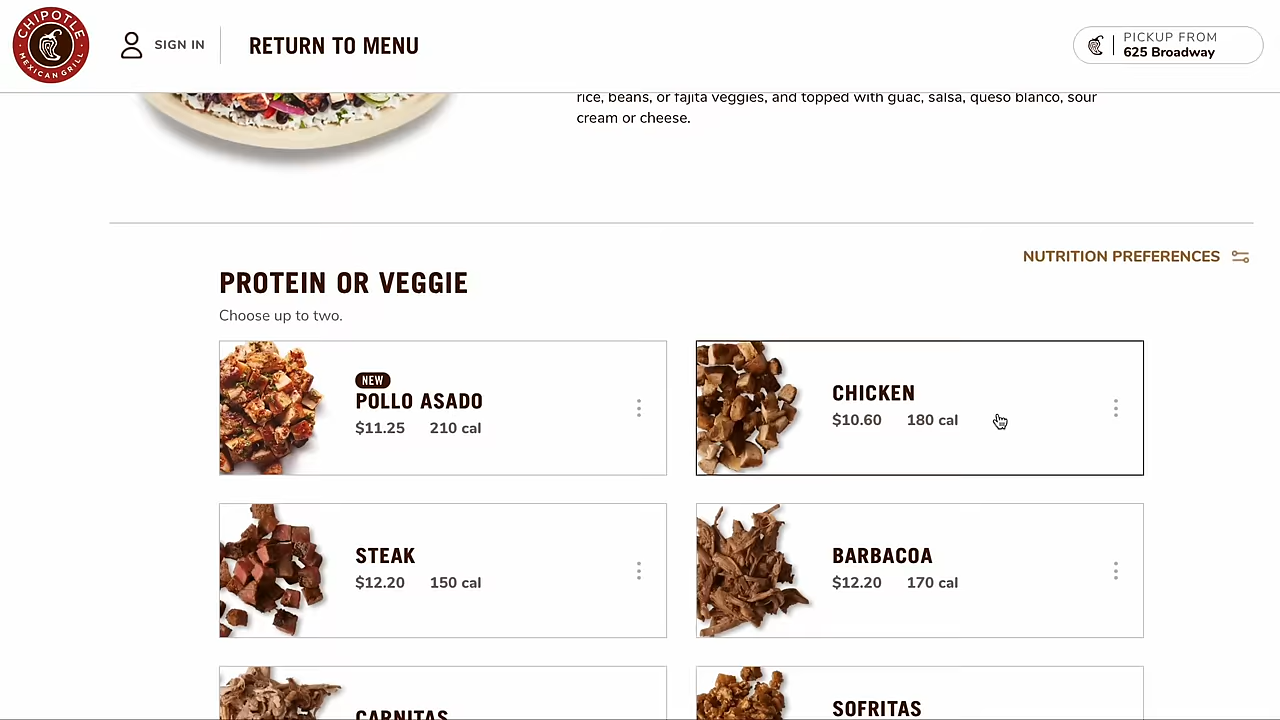 CHIPOTLE
MEXICAN GRILL
SIGN IN
RETURN TO MENU
PICKUP FROM
625 Broadway
rice, beans, or fajita veggies, and topped with guac, salsa, queso blanco, sour
cream or cheese.
NUTRITION PREFERENCES
PROTEIN OR VEGGIE
Choose up to two.
NEW
POLLO ASADO
$11.25 210 cal
CHICKEN
$10.60 180 cal
STEAK
$12.20 150 cal
BARBACOA
$12.20 170 cal
CARNITAS
SOFRITAS